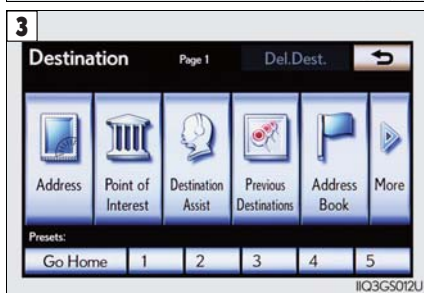 3
Destination Page 1 Del.Dest.
Address Point of Interest Destination Assist Previous Destinations Address Book More
Presets:
Go Home 1 2 3 4 5
IIQ3GS012U